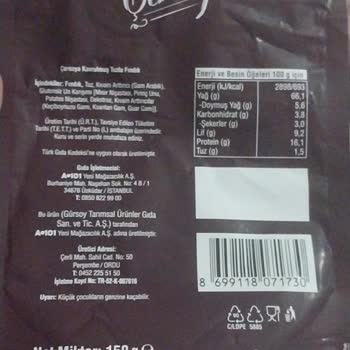 Çerezya Kavrulmuş Tuzlu Fındık
İçindekiler: Fındık, Tuz, Kıvam Arttırıcı (Gam Arabik),
Glutensiz Un Karışımı [Mısır Nişastası, Pirinç Unu,
Patates Nişastası, Dekstroz, Kıvam Arttırıcılar
(Keçiboynuzu Gamı, Ksantan Gam, Guar Gam)].
Üretim Tarihi (Ü.R.T.), Tavsiye Edilen Tüketim
Tarihi (T.E.T.T.) ve Parti No (L) ambalajın üzerindedir.
Kuru ve serin yerde muhafaza ediniz.
Türk Gıda Kodeksi'ne uygun olarak üretilmiştir.
Gıda İşletmecisi:
A101 Yeni Mağazacılık A.Ş.
Burhaniye Mah. Nagehan Sok. No: 4 B / 1
34676 Üsküdar / İSTANBUL
T: 0850 822 99 00
Bu ürün (Gürsoy Tarımsal Ürünler Gıda
San. ve Tic. A.Ş.) tarafından
A101 Yeni Mağazacılık A.Ş. adına üretilmiştir.
Üretici Adresi:
Çerli Mah. Sahil Cad. No: 50
Perşembe / ORDU
T: 0452 225 51 50
İşletme Kayıt No: TR-52-K-007816
Uyarı: Küçük çocukların genzine kaçabilir.
Net Miktar: 150 g e
Enerji ve Besin Öğeleri 100 g için
Enerji (kJ/kcal) 2898/693
Yağ (g) 66,1
-Doymuş Yağ (g) 5,6
Karbonhidrat (g) 3,8
-Şekerler (g) 3,0
Lif (g) 9,2
Protein (g) 16,1
Tuz (g) 1,5
8 699118 071730
C/LDPE